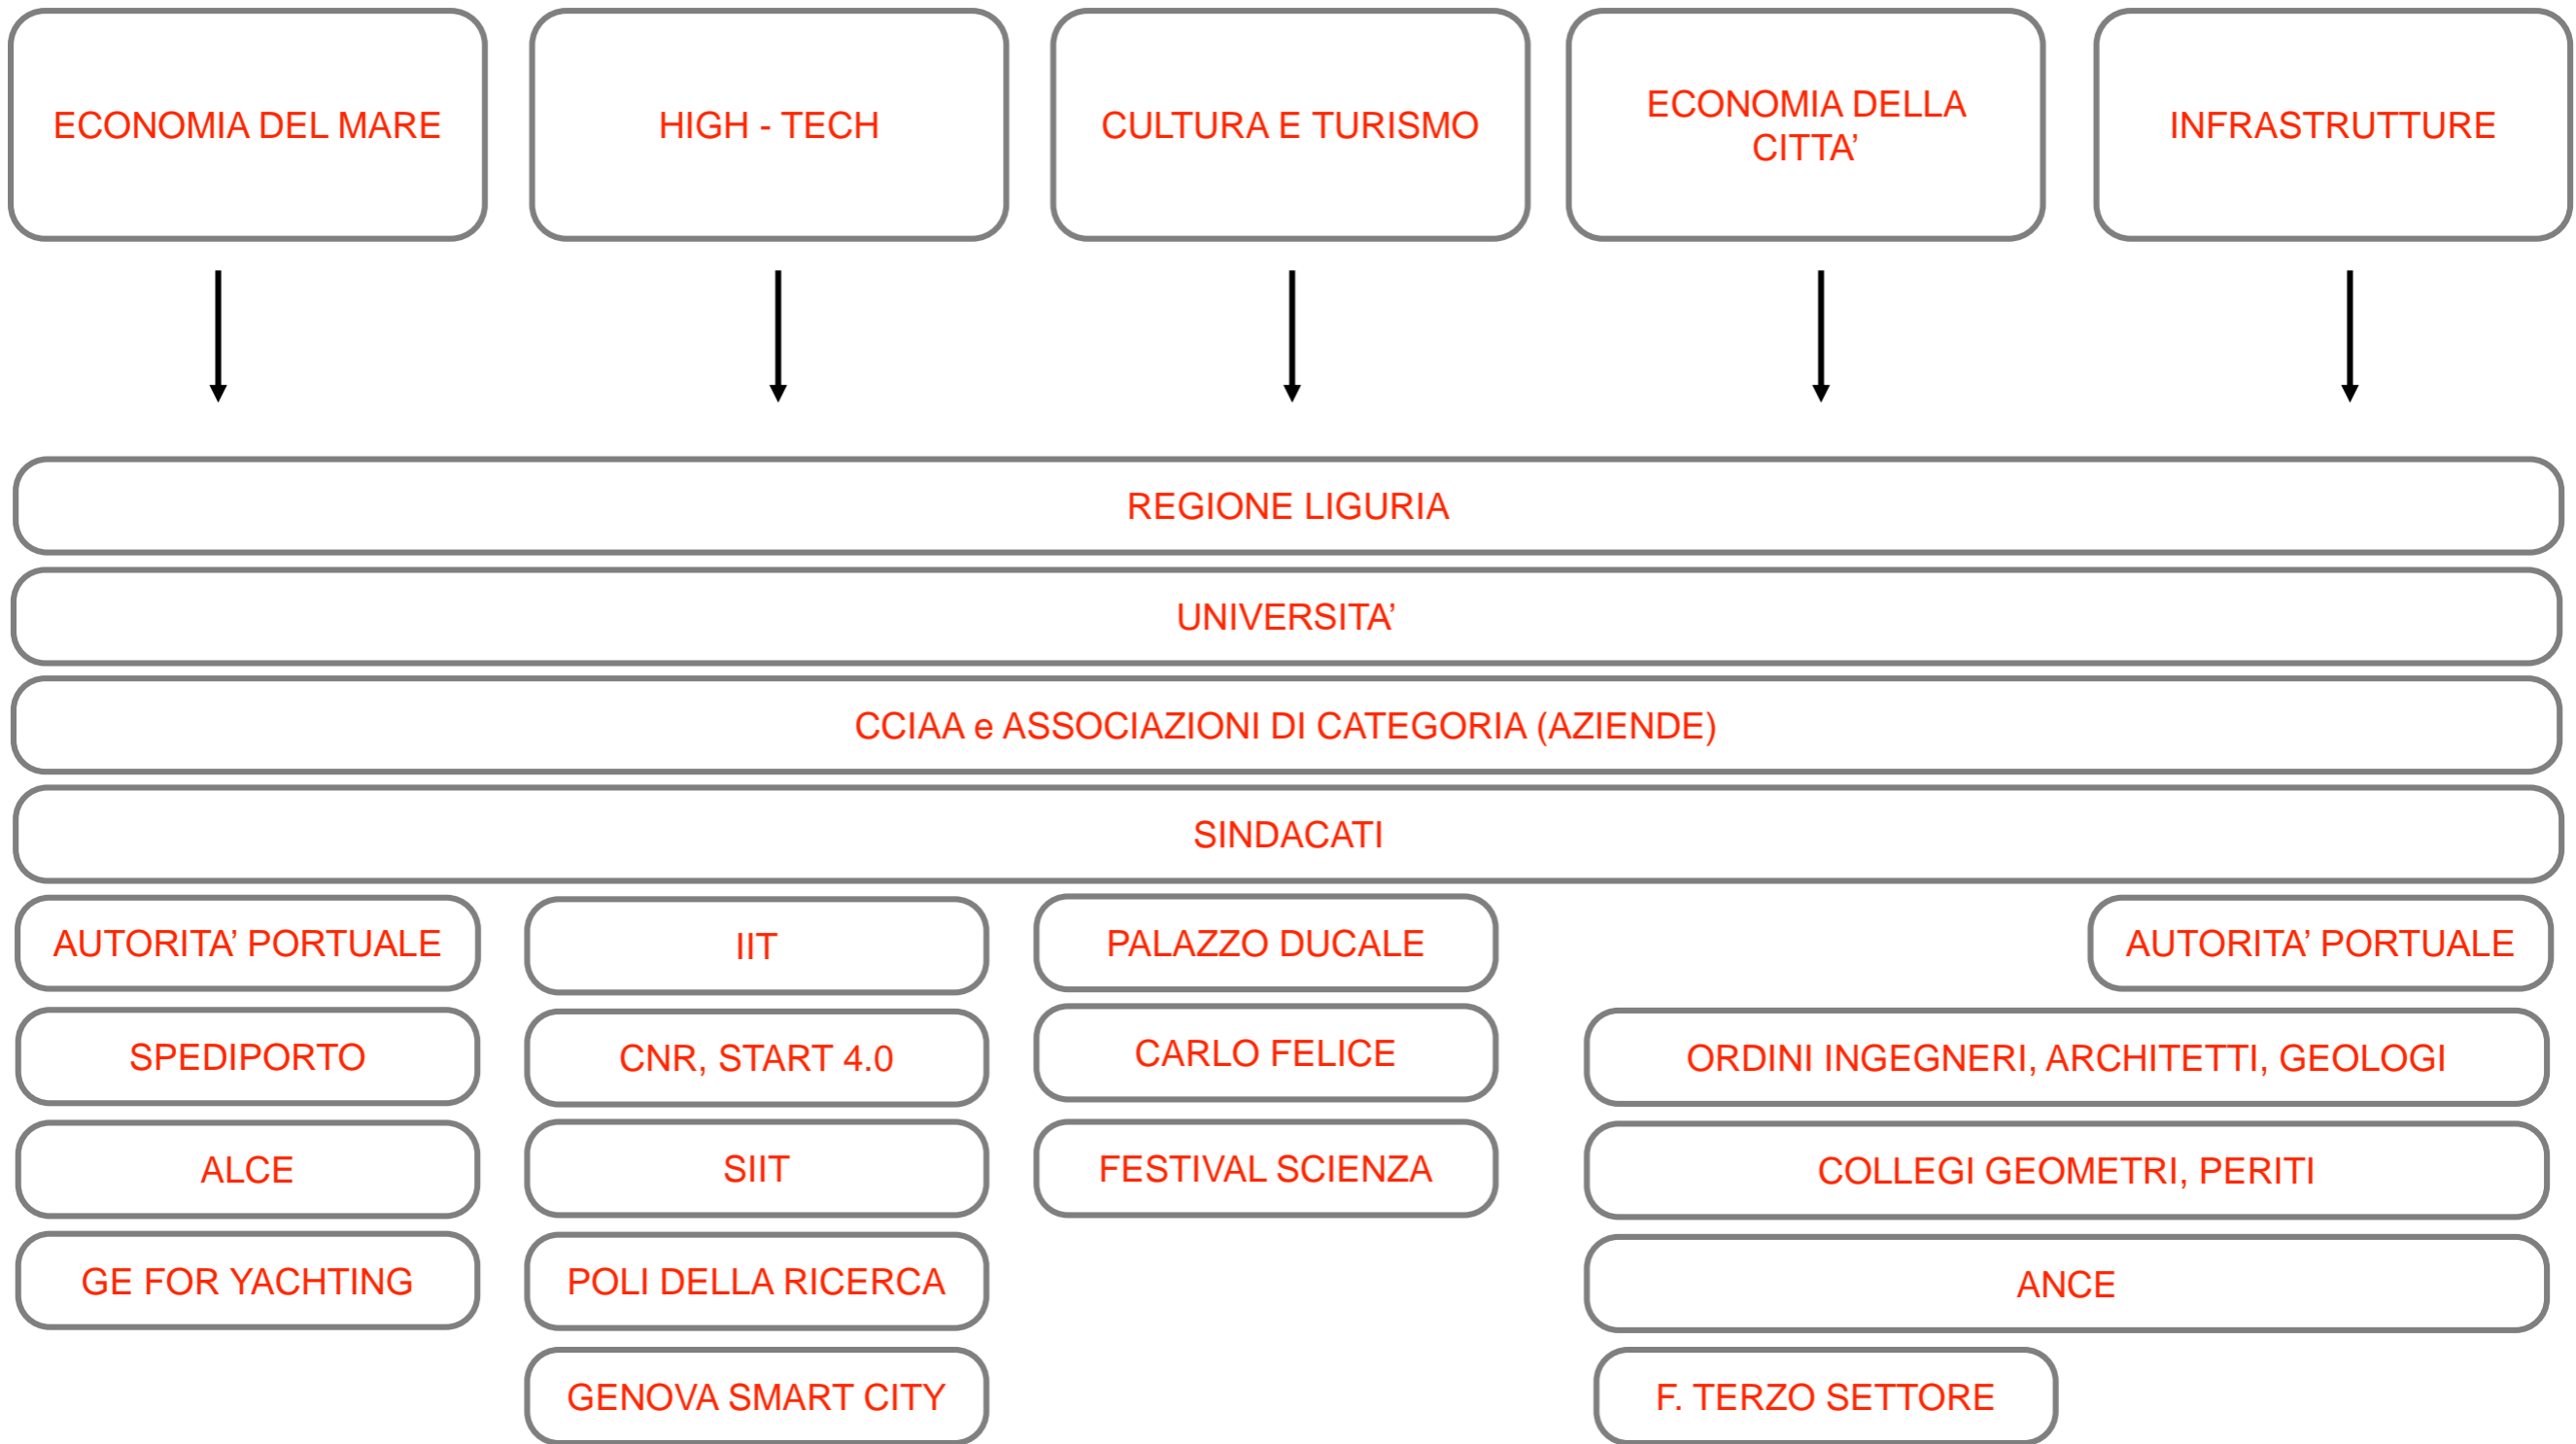 ECONOMIA DEL MARE
HIGH - TECH
CULTURA E TURISMO
ECONOMIA DELLA
CITTA’
INFRASTRUTTURE
REGIONE LIGURIA
UNIVERSITA’
CCIAA e ASSOCIAZIONI DI CATEGORIA (AZIENDE)
SINDACATI
AUTORITA’ PORTUALE
IIT
PALAZZO DUCALE
AUTORITA’ PORTUALE
SPEDIPORTO
CNR, START 4.0
CARLO FELICE
ORDINI INGEGNERI, ARCHITETTI, GEOLOGI
ALCE
SIIT
FESTIVAL SCIENZA
COLLEGI GEOMETRI, PERITI
GE FOR YACHTING
POLI DELLA RICERCA
ANCE
GENOVA SMART CITY
F. TERZO SETTORE